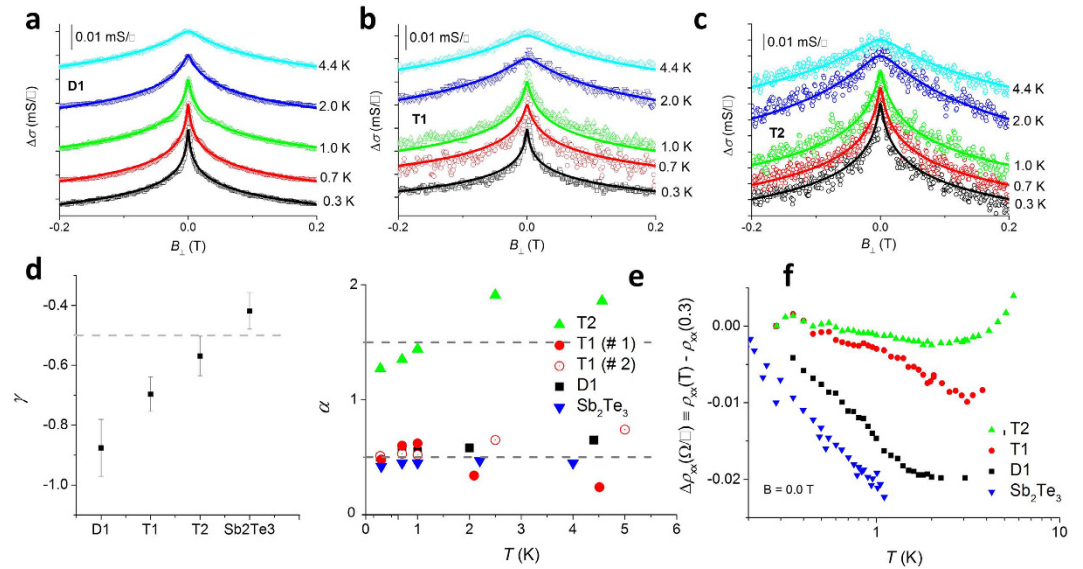 a
0.01 mS/□
D1
4.4 K
2.0 K
1.0 K
0.7 K
0.3 K
Δσ (mS/□)
-0.2
0.0
0.2
B⊥ (T)
b
0.01 mS/□
T1
4.4 K
2.0 K
1.0 K
0.7 K
0.3 K
Δσ (mS/□)
-0.2
0.0
0.2
B⊥ (T)
c
0.01 mS/□
T2
4.4 K
2.0 K
1.0 K
0.7 K
0.3 K
Δσ (mS/□)
-0.2
0.0
0.2
B⊥ (T)
d
γ
-0.4
-0.6
-0.8
-1.0
D1
T1
T2
Sb2Te3
e
α
2
1
0
T2
T1 (# 1)
T1 (# 2)
D1
Sb₂Te₃
0
1
2
3
4
5
6
T (K)
f
Δρxx(Ω/□) ≡ ρxx(T) - ρxx(0.3)
0.00
-0.01
-0.02
B = 0.0 T
T2
T1
D1
Sb₂Te₃
1
10
T (K)